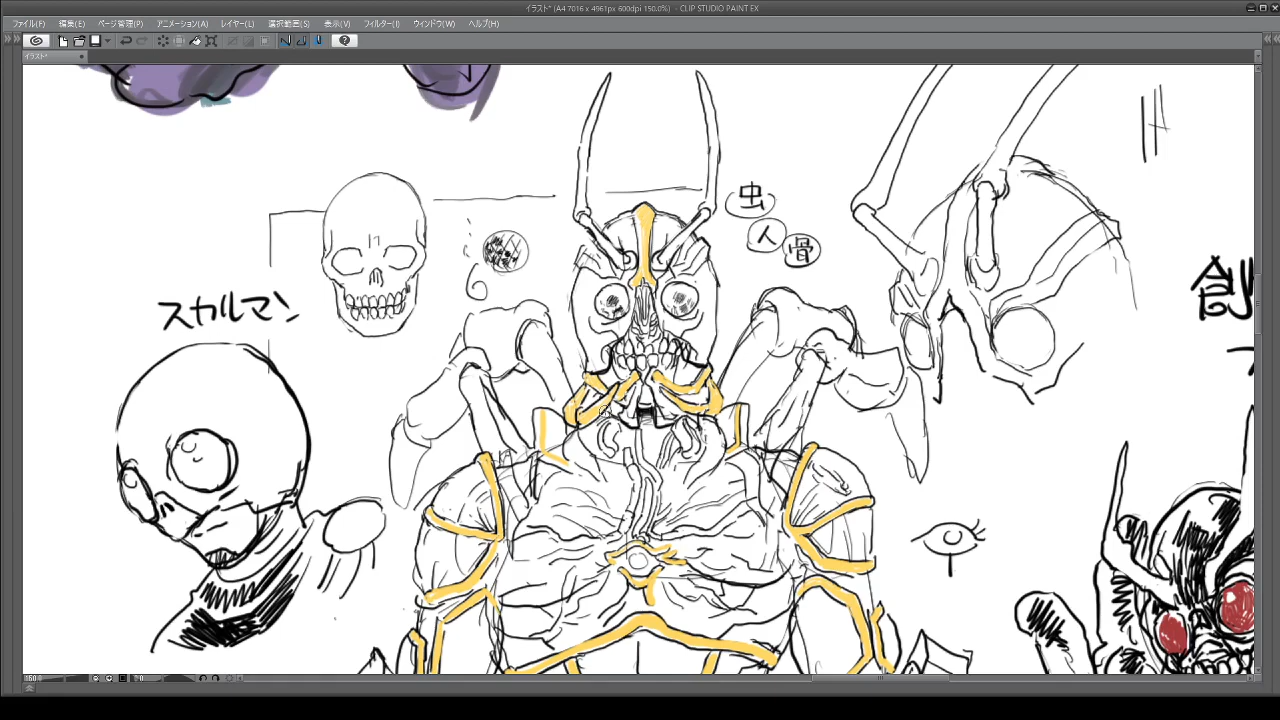 イラスト* (A4 7016 x 4961px 600dpi 150.0%)  - CLIP STUDIO PAINT EX
ファイル(F) 編集(E) ページ管理(P) アニメーション(A) レイヤー(L) 選択範囲(S) 表示(V) フィルター(I) ウィンドウ(W) ヘルプ(H)
イラスト*
虫
人
骨
スカルマン
創
150.0